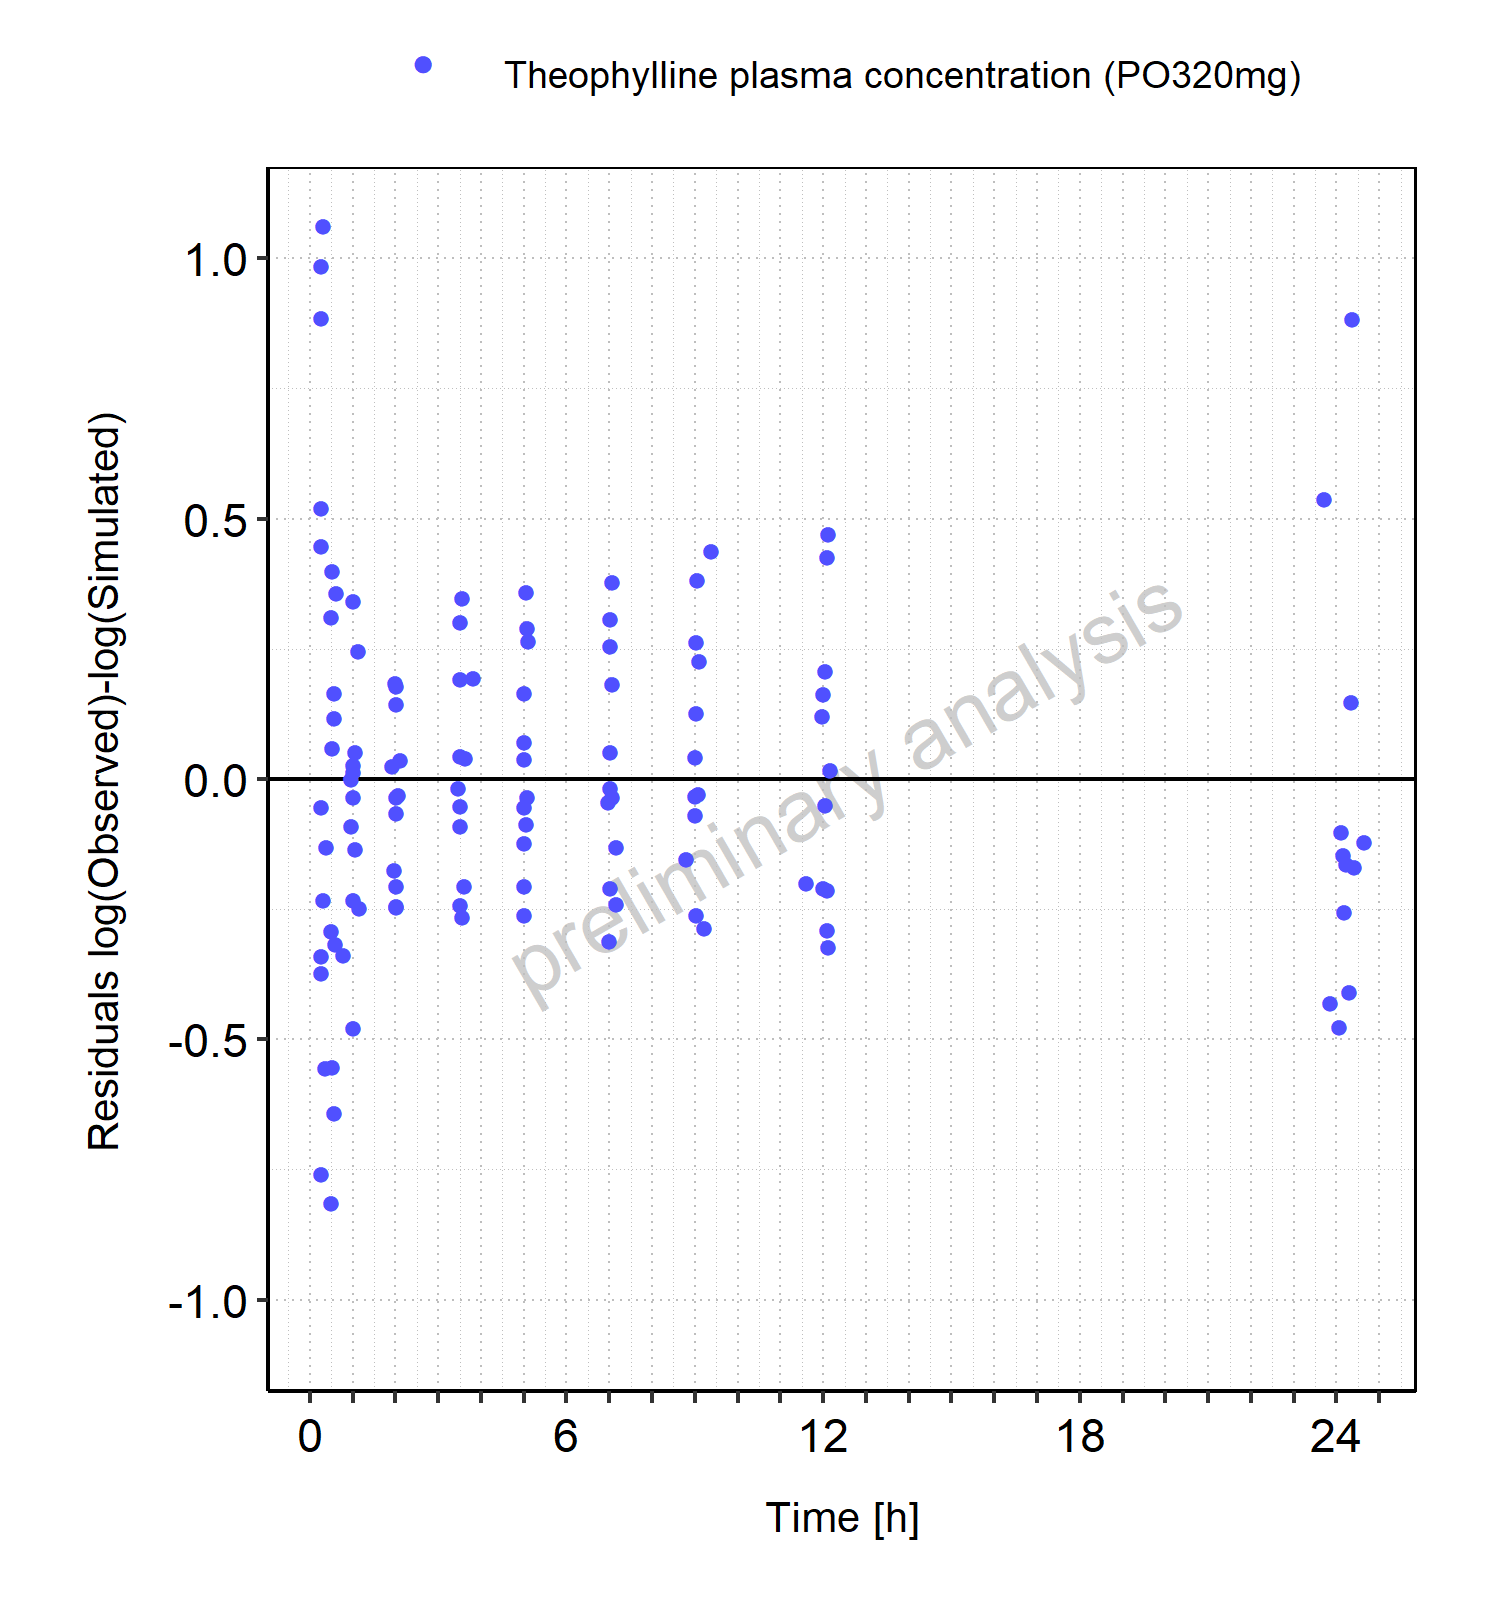 Theophylline plasma concentration (PO320mg)
1.0
0.5
0.0
-0.5
-1.0
Residuals log(Observed)-log(Simulated)
preliminary analysis
0 6 12 18 24
Time [h]